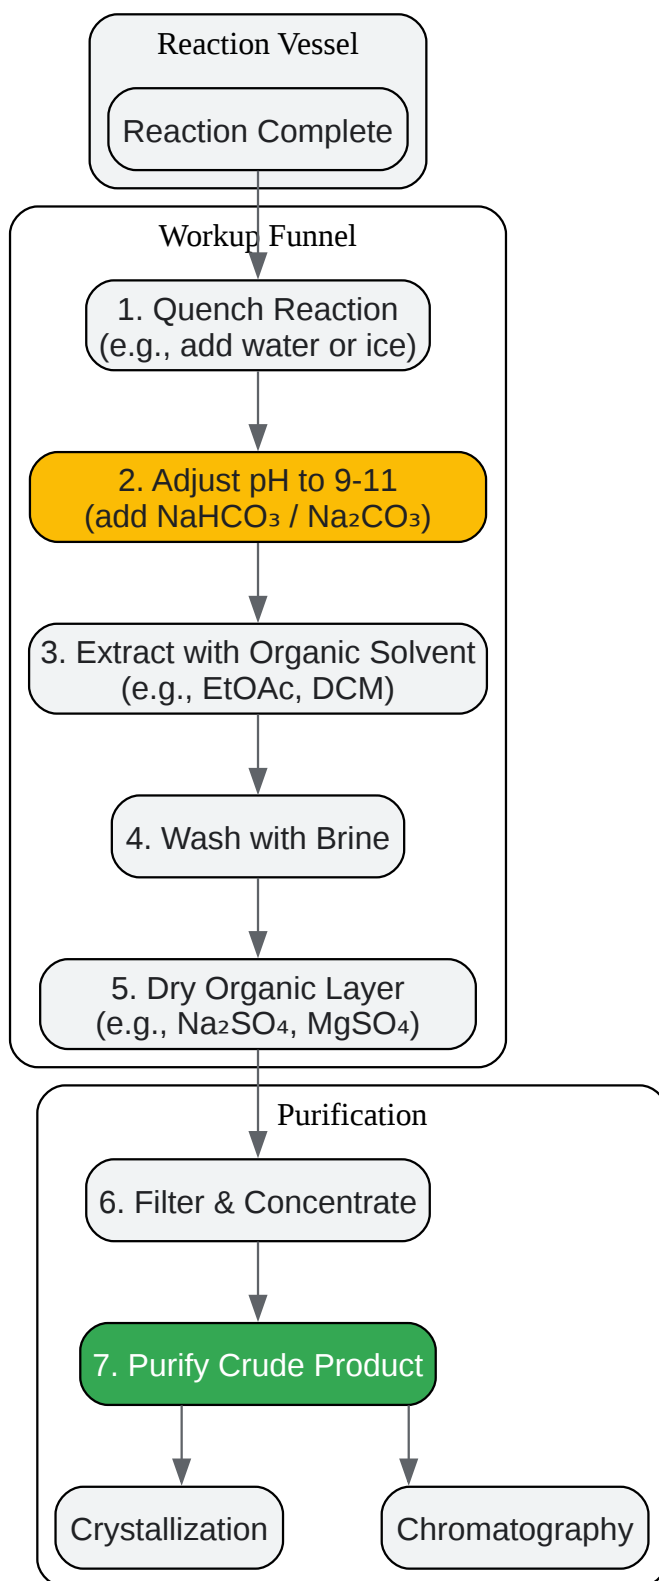 Reaction Vessel
Reaction Complete
Workup Funnel
1. Quench Reaction
(e.g., add water or ice)
2. Adjust pH to 9-11
(add NaHCO₃ / Na₂CO₃)
3. Extract with Organic Solvent
(e.g., EtOAc, DCM)
4. Wash with Brine
5. Dry Organic Layer
(e.g., Na₂SO₄, MgSO₄)
Purification
6. Filter & Concentrate
7. Purify Crude Product
Crystallization
Chromatography